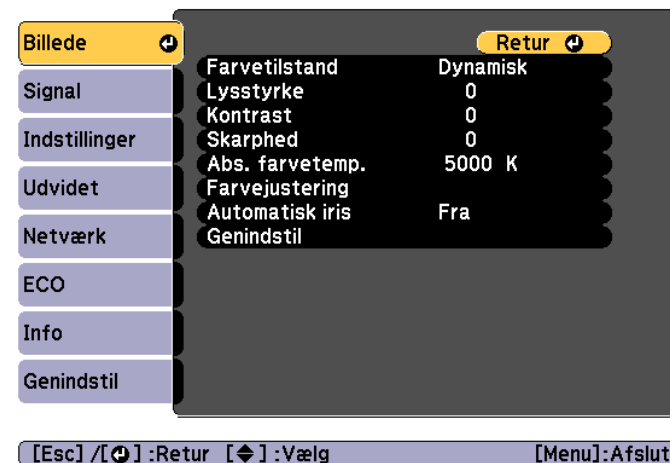 Billede
Signal
Indstillinger
Udvidet
Netværk
ECO
Info
Genindstil
Retur
Farvetilstand Dynamisk
Lysstyrke 0
Kontrast 0
Skarphed 0
Abs. farvetemp. 5000 K
Farvejustering
Automatisk iris Fra
Genindstil
[Esc] /[ ] :Retur [ ] :Vælg [Menu]:Afslut